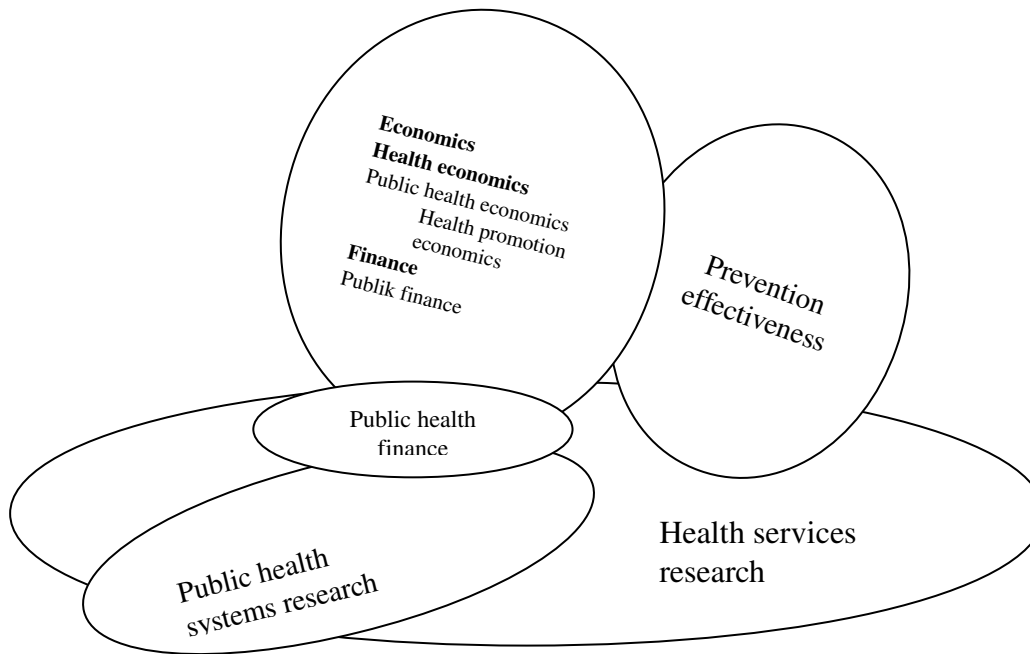 Economics
Health economics
Public health economics
Health promotion
economics
Finance
Publik finance
Prevention
effectiveness
Public health
finance
Health services
research
Public health
systems research